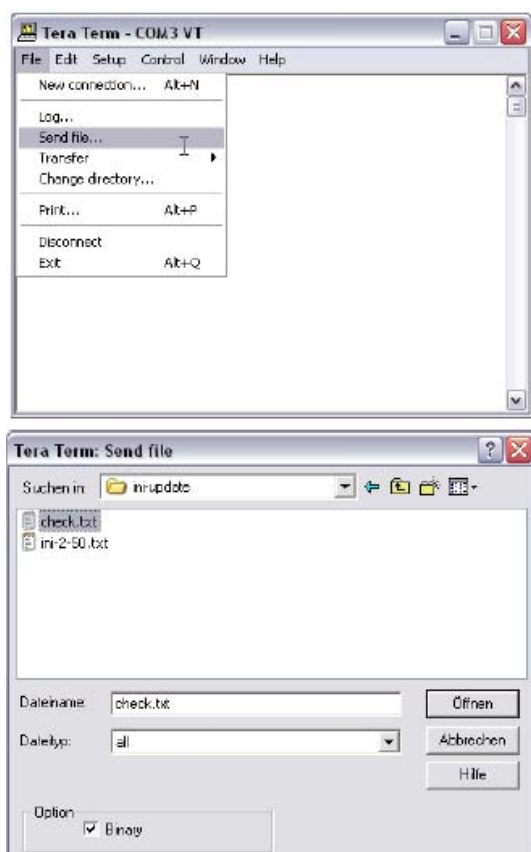 Tera Term - COM3 VT
File Edit Setup Control Window Help
New connection... Alt+N
Log...
Send file...
Transfer
Change directory...
Print... Alt+P
Disconnect
Exit Alt+Q
Tera Term: Send file
Suchen in: ini-update
check.txt
ini-2-50.txt
Dateiname: check.txt
Öffnen
Dateityp: all
Abbrechen
Hilfe
Option
Binary